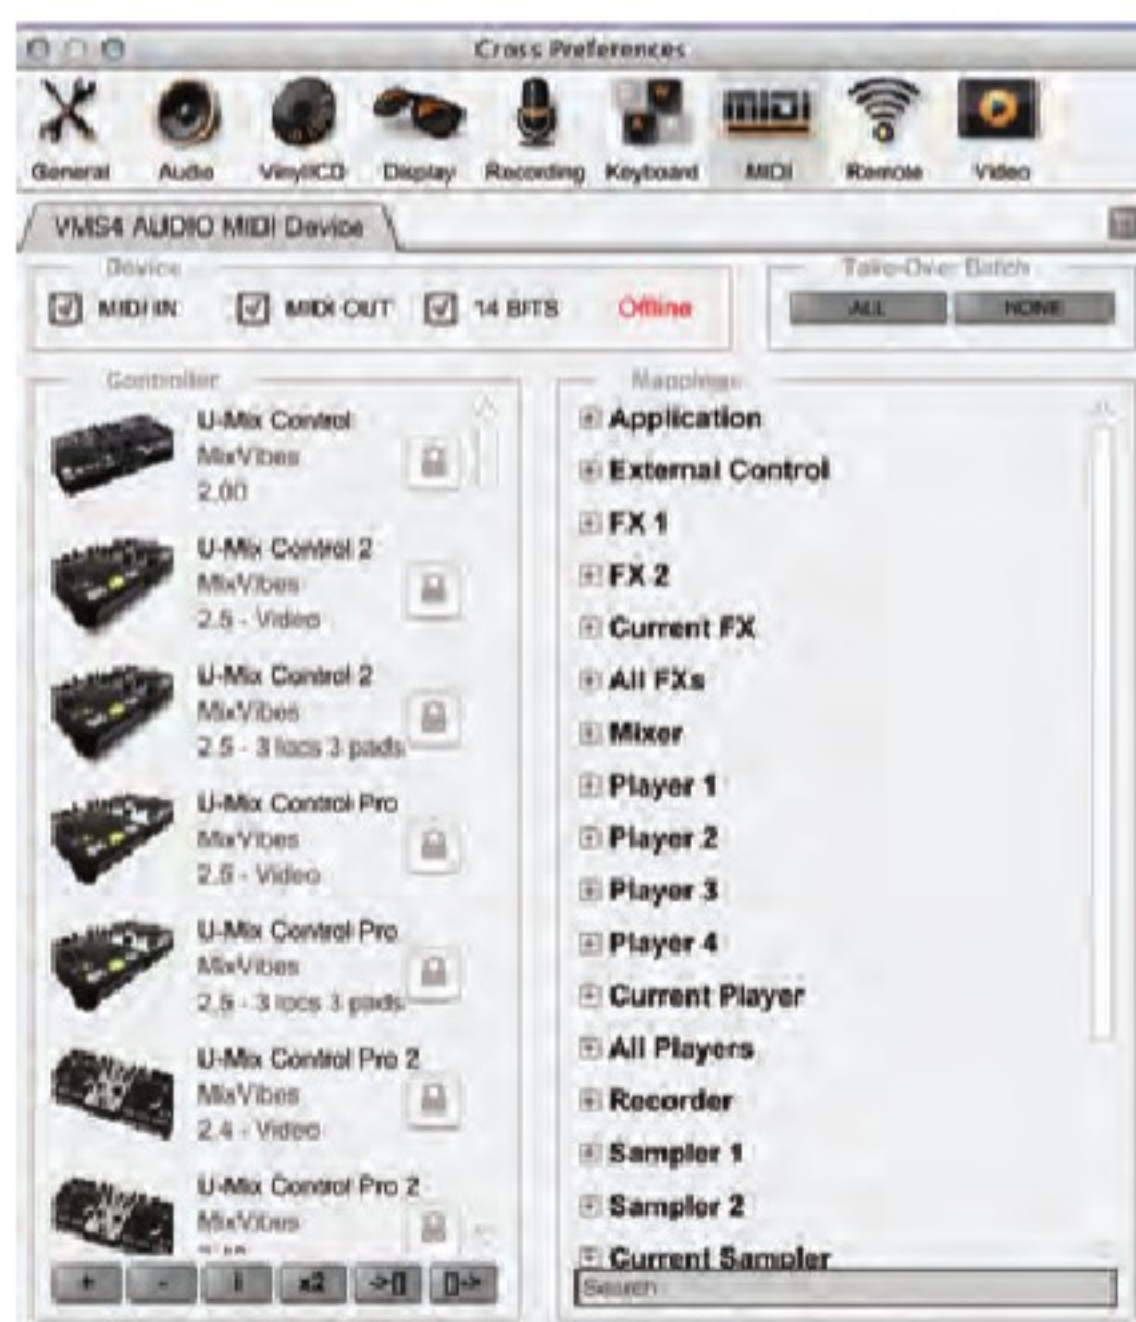 Cross Preferences
General Audio Vinyl/CD Display Recording Keyboard MIDI Remote Video
VMS4 AUDIO MIDI Device
Device
MIDI IN MIDI OUT 14 BITS Offline
Take-Over Batch
ALL NONE
Controller
U-Mix Control
MixVibes
2.00
U-Mix Control 2
MixVibes
2.5 - Video
U-Mix Control 2
MixVibes
2.5 - 3 locs 3 pads
U-Mix Control Pro
MixVibes
2.5 - Video
U-Mix Control Pro
MixVibes
2.5 - 3 locs 3 pads
U-Mix Control Pro 2
MixVibes
2.4 - Video
U-Mix Control Pro 2
MixVibes
+ - i x2 ->[] []->
Mappings
Application
External Control
FX 1
FX 2
Current FX
All FXs
Mixer
Player 1
Player 2
Player 3
Player 4
Current Player
All Players
Recorder
Sampler 1
Sampler 2
Current Sampler
Search